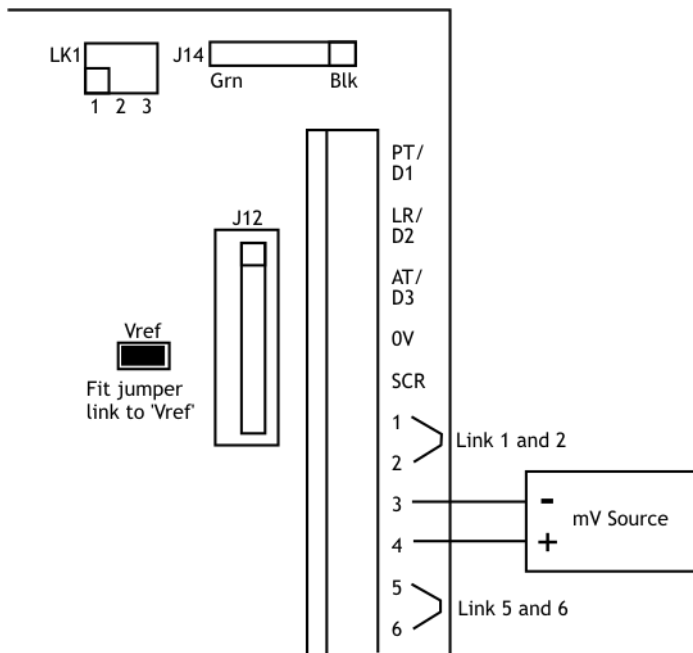 LK1
J14
Grn
Blk
1 2 3
PT/
D1
J12
LR/
D2
AT/
D3
Vref
0V
Fit jumper
link to 'Vref'
SCR
1
Link 1 and 2
2
3
-
mV Source
4
+
5
Link 5 and 6
6